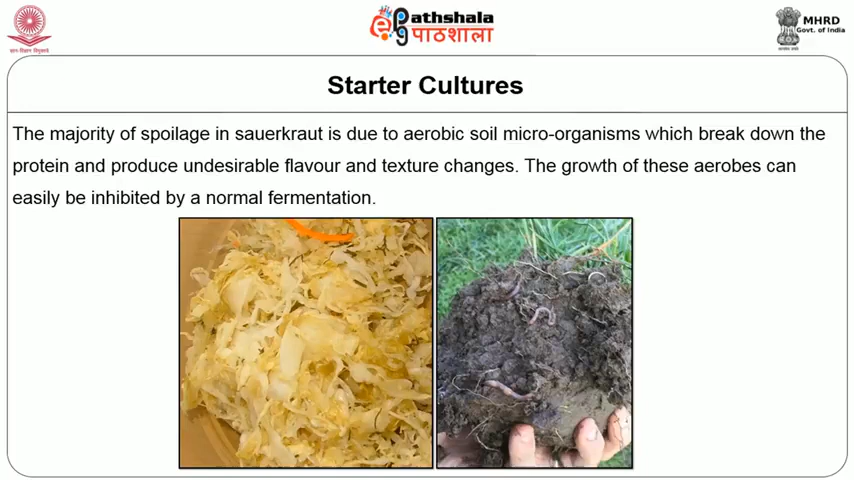 ePathshala
पाठशाला
MHRD
Govt. of India
Starter Cultures
The majority of spoilage in sauerkraut is due to aerobic soil micro-organisms which break down the
protein and produce undesirable flavour and texture changes. The growth of these aerobes can
easily be inhibited by a normal fermentation.